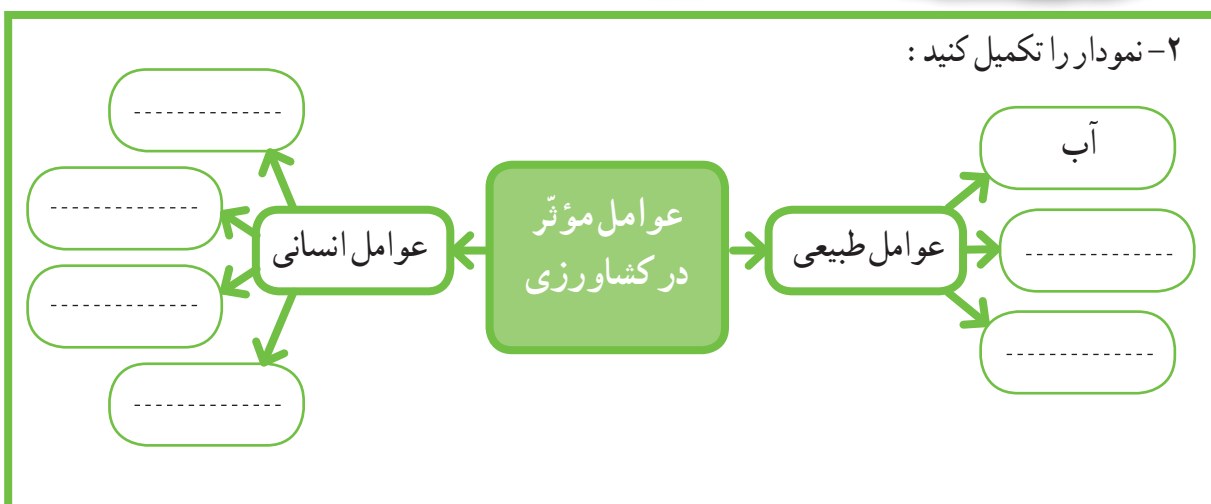 ۲– نمودار را تکمیل کنید :
آب
--------------
--------------
عوامل طبیعی
عوامل مؤثّر
در کشاورزی
عوامل انسانی
--------------
--------------
--------------
--------------